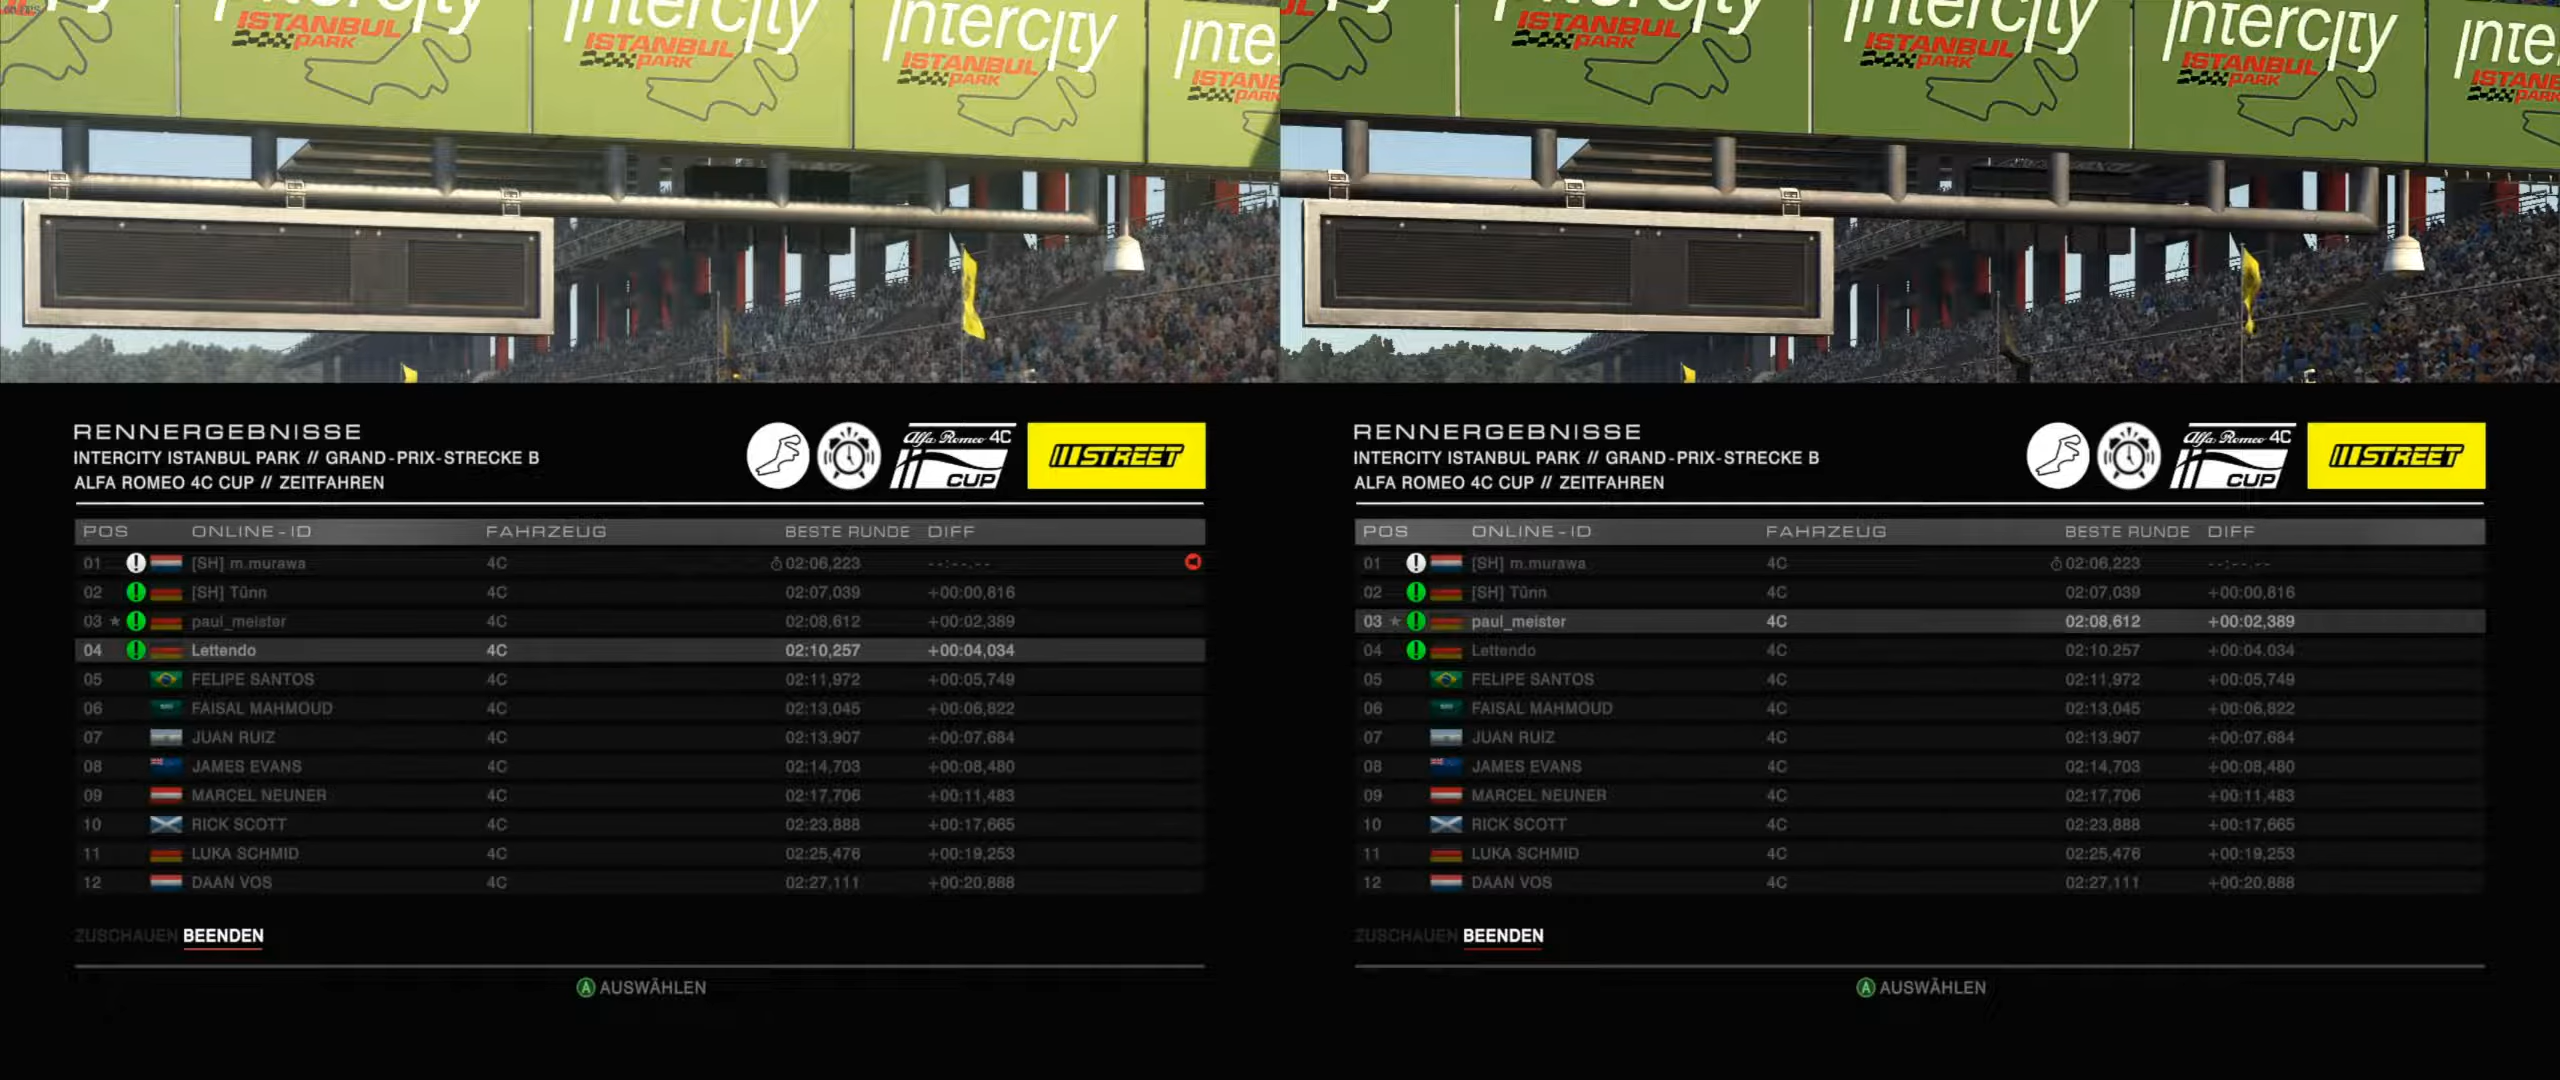 Intercity
ISTANBUL
PARK
Intercity
ISTANBUL
PARK
Intercity
ISTANBUL
PARK
Intercity
ISTANBUL
PARK
Intercity
ISTANBUL
PARK
Intercity
ISTANBUL
PARK
RENNERGEBNISSE
INTERCITY ISTANBUL PARK // GRAND-PRIX-STRECKE B
ALFA ROMEO 4C CUP // ZEITFAHREN
Alfa Romeo 4C
CUP
STREET
POS ONLINE-ID FAHRZEUG BESTE RUNDE DIFF
01 [SH] m.murawa 4C 02:06,223 --:--,--
02 [SH] Tünn 4C 02:07,039 +00:00,816
03 ★ paul_meister 4C 02:08,612 +00:02,389
04 Lettendo 4C 02:10,257 +00:04,034
05 FELIPE SANTOS 4C 02:11,972 +00:05,749
06 FAISAL MAHMOUD 4C 02:13,045 +00:06,822
07 JUAN RUIZ 4C 02:13,907 +00:07,684
08 JAMES EVANS 4C 02:14,703 +00:08,480
09 MARCEL NEUNER 4C 02:17,706 +00:11,483
10 RICK SCOTT 4C 02:23,888 +00:17,665
11 LUKA SCHMID 4C 02:25,476 +00:19,253
12 DAAN VOS 4C 02:27,111 +00:20,888
ZUSCHAUEN BEENDEN
A AUSWÄHLEN
RENNERGEBNISSE
INTERCITY ISTANBUL PARK // GRAND-PRIX-STRECKE B
ALFA ROMEO 4C CUP // ZEITFAHREN
Alfa Romeo 4C
CUP
STREET
POS ONLINE-ID FAHRZEUG BESTE RUNDE DIFF
01 [SH] m.murawa 4C 02:06,223 --:--,--
02 [SH] Tünn 4C 02:07,039 +00:00,816
03 ★ paul_meister 4C 02:08,612 +00:02,389
04 Lettendo 4C 02:10,257 +00:04,034
05 FELIPE SANTOS 4C 02:11,972 +00:05,749
06 FAISAL MAHMOUD 4C 02:13,045 +00:06,822
07 JUAN RUIZ 4C 02:13,907 +00:07,684
08 JAMES EVANS 4C 02:14,703 +00:08,480
09 MARCEL NEUNER 4C 02:17,706 +00:11,483
10 RICK SCOTT 4C 02:23,888 +00:17,665
11 LUKA SCHMID 4C 02:25,476 +00:19,253
12 DAAN VOS 4C 02:27,111 +00:20,888
ZUSCHAUEN BEENDEN
A AUSWÄHLEN